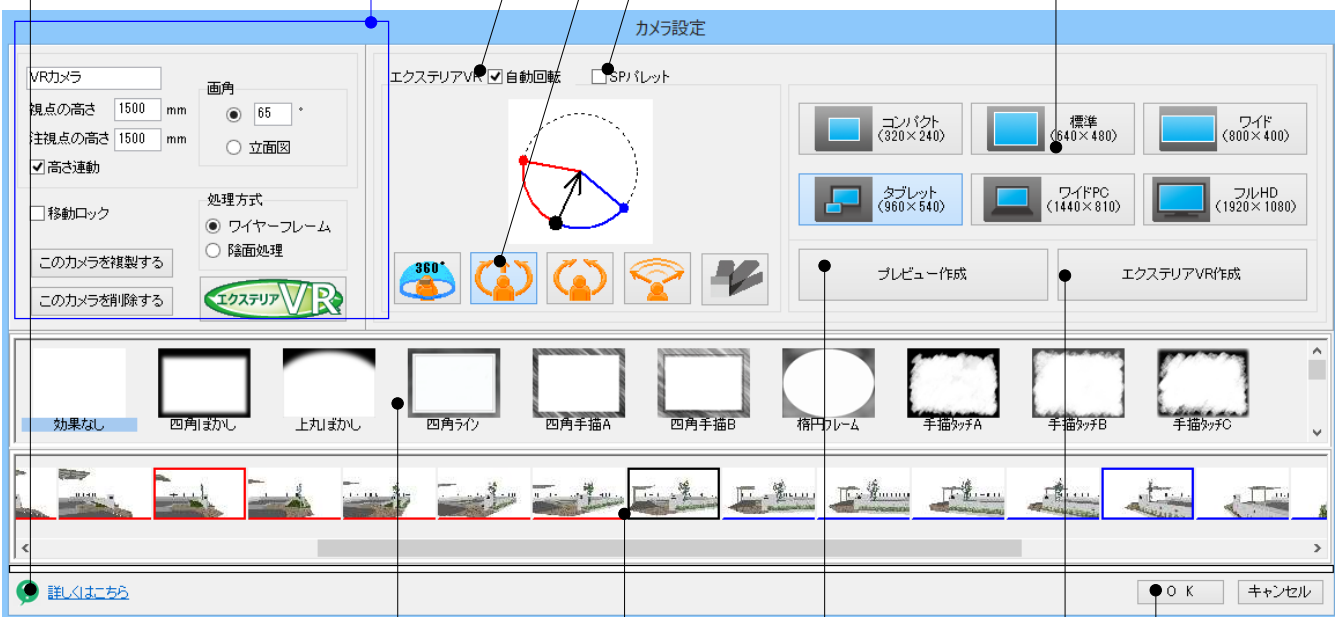 カメラ設定
VRカメラ
視点の高さ 1500 mm
注視点の高さ 1500 mm
高さ連動
移動ロック
このカメラを複製する
このカメラを削除する
画角
65 °
立面図
処理方式
ワイヤーフレーム
陰面処理
エクステリアVR
エクステリアVR 自動回転 SPパレット
360°
コンパクト
(320×240)
標準
(640×480)
ワイド
(800×400)
タブレット
(960×540)
ワイドPC
(1440×810)
フルHD
(1920×1080)
プレビュー作成
エクステリアVR作成
効果なし
四角ぼかし
上丸ぼかし
四角ライン
四角手描A
四角手描B
楕円フレーム
手描タッチA
手描タッチB
手描タッチC
詳しくはこちら
OK
キャンセル